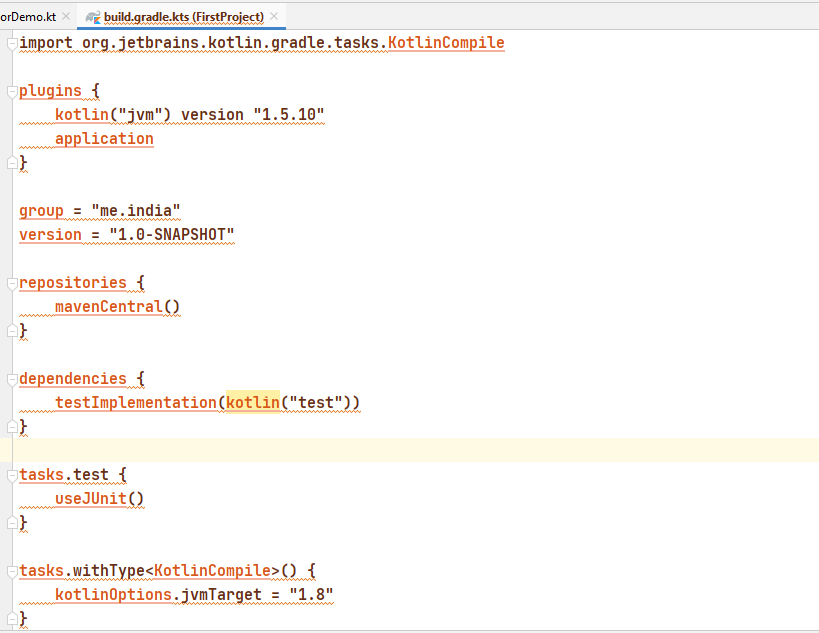 orDemo.kt
build.gradle.kts (FirstProject)
import org.jetbrains.kotlin.gradle.tasks.KotlinCompile
plugins {
    kotlin("jvm") version "1.5.10"
    application
}
group = "me.india"
version = "1.0-SNAPSHOT"
repositories {
    mavenCentral()
}
dependencies {
    testImplementation(kotlin("test"))
}
tasks.test {
    useJUnit()
}
tasks.withType<KotlinCompile>() {
    kotlinOptions.jvmTarget = "1.8"
}